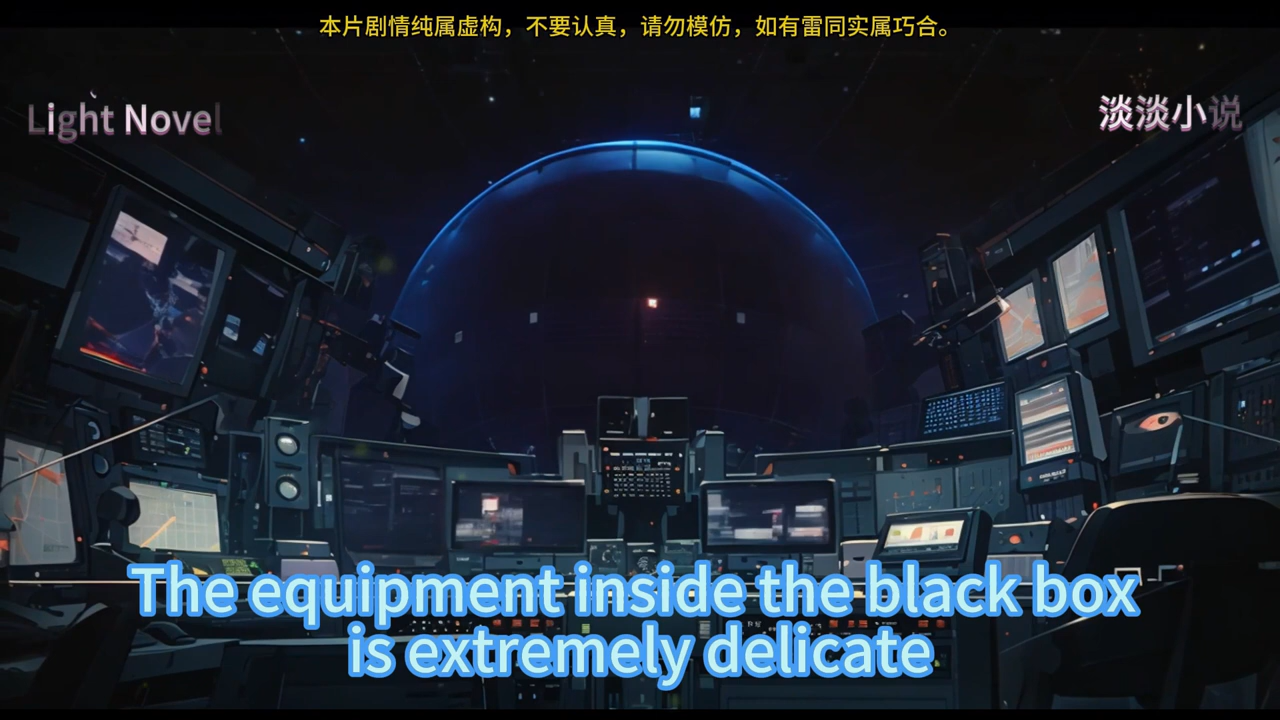 本片剧情纯属虚构，不要认真，请勿模仿，如有雷同实属巧合。
Light Novel
淡淡小说
The equipment inside the black box
is extremely delicate